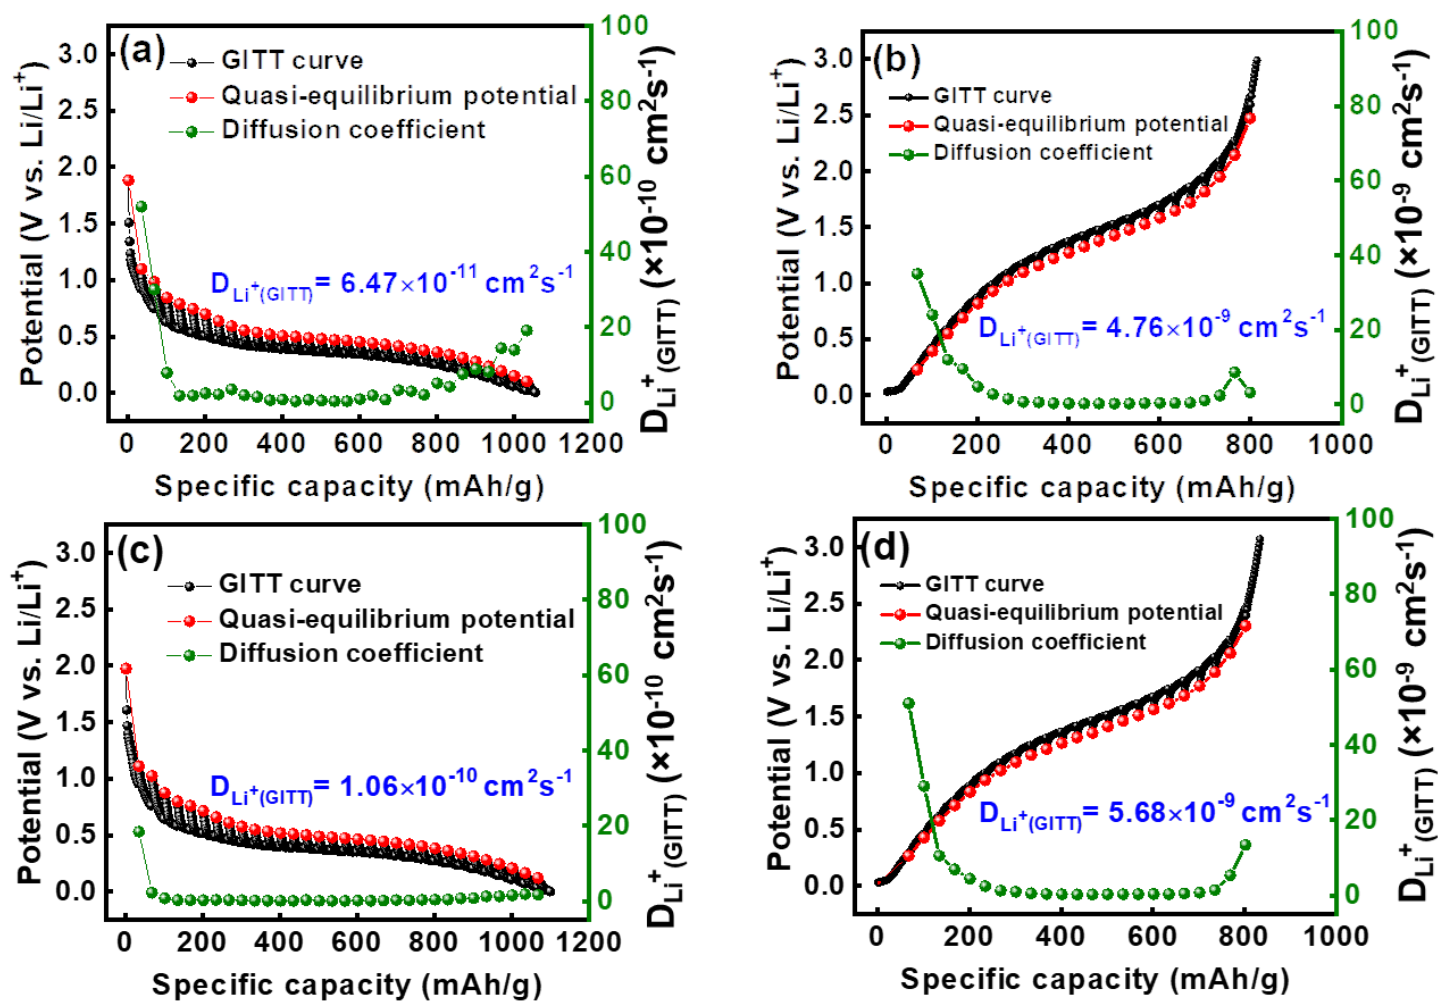 (a)
GITT curve
Quasi-equilibrium potential
Diffusion coefficient
D_Li⁺(GITT)= 6.47×10⁻¹¹ cm²s⁻¹
Potential (V vs. Li/Li⁺)
3.0
2.5
2.0
1.5
1.0
0.5
0.0
0 200 400 600 800 1000 1200
Specific capacity (mAh/g)
100
80
60
40
20
0
D_Li⁺(GITT) (×10⁻¹⁰ cm²s⁻¹)
(b)
GITT curve
Quasi-equilibrium potential
Diffusion coefficient
D_Li⁺(GITT)= 4.76×10⁻⁹ cm²s⁻¹
Potential (V vs. Li/Li⁺)
3.0
2.5
2.0
1.5
1.0
0.5
0.0
0 200 400 600 800 1000
Specific capacity (mAh/g)
100
80
60
40
20
0
D_Li⁺(GITT) (×10⁻⁹ cm²s⁻¹)
(c)
GITT curve
Quasi-equilibrium potential
Diffusion coefficient
D_Li⁺(GITT)= 1.06×10⁻¹⁰ cm²s⁻¹
Potential (V vs. Li/Li⁺)
3.0
2.5
2.0
1.5
1.0
0.5
0.0
0 200 400 600 800 1000 1200
Specific capacity (mAh/g)
100
80
60
40
20
0
D_Li⁺(GITT) (×10⁻¹⁰ cm²s⁻¹)
(d)
GITT curve
Quasi-equilibrium potential
Diffusion coefficient
D_Li⁺(GITT)= 5.68×10⁻⁹ cm²s⁻¹
Potential (V vs. Li/Li⁺)
3.0
2.5
2.0
1.5
1.0
0.5
0.0
0 200 400 600 800 1000
Specific capacity (mAh/g)
100
80
60
40
20
0
D_Li⁺(GITT) (×10⁻⁹ cm²s⁻¹)